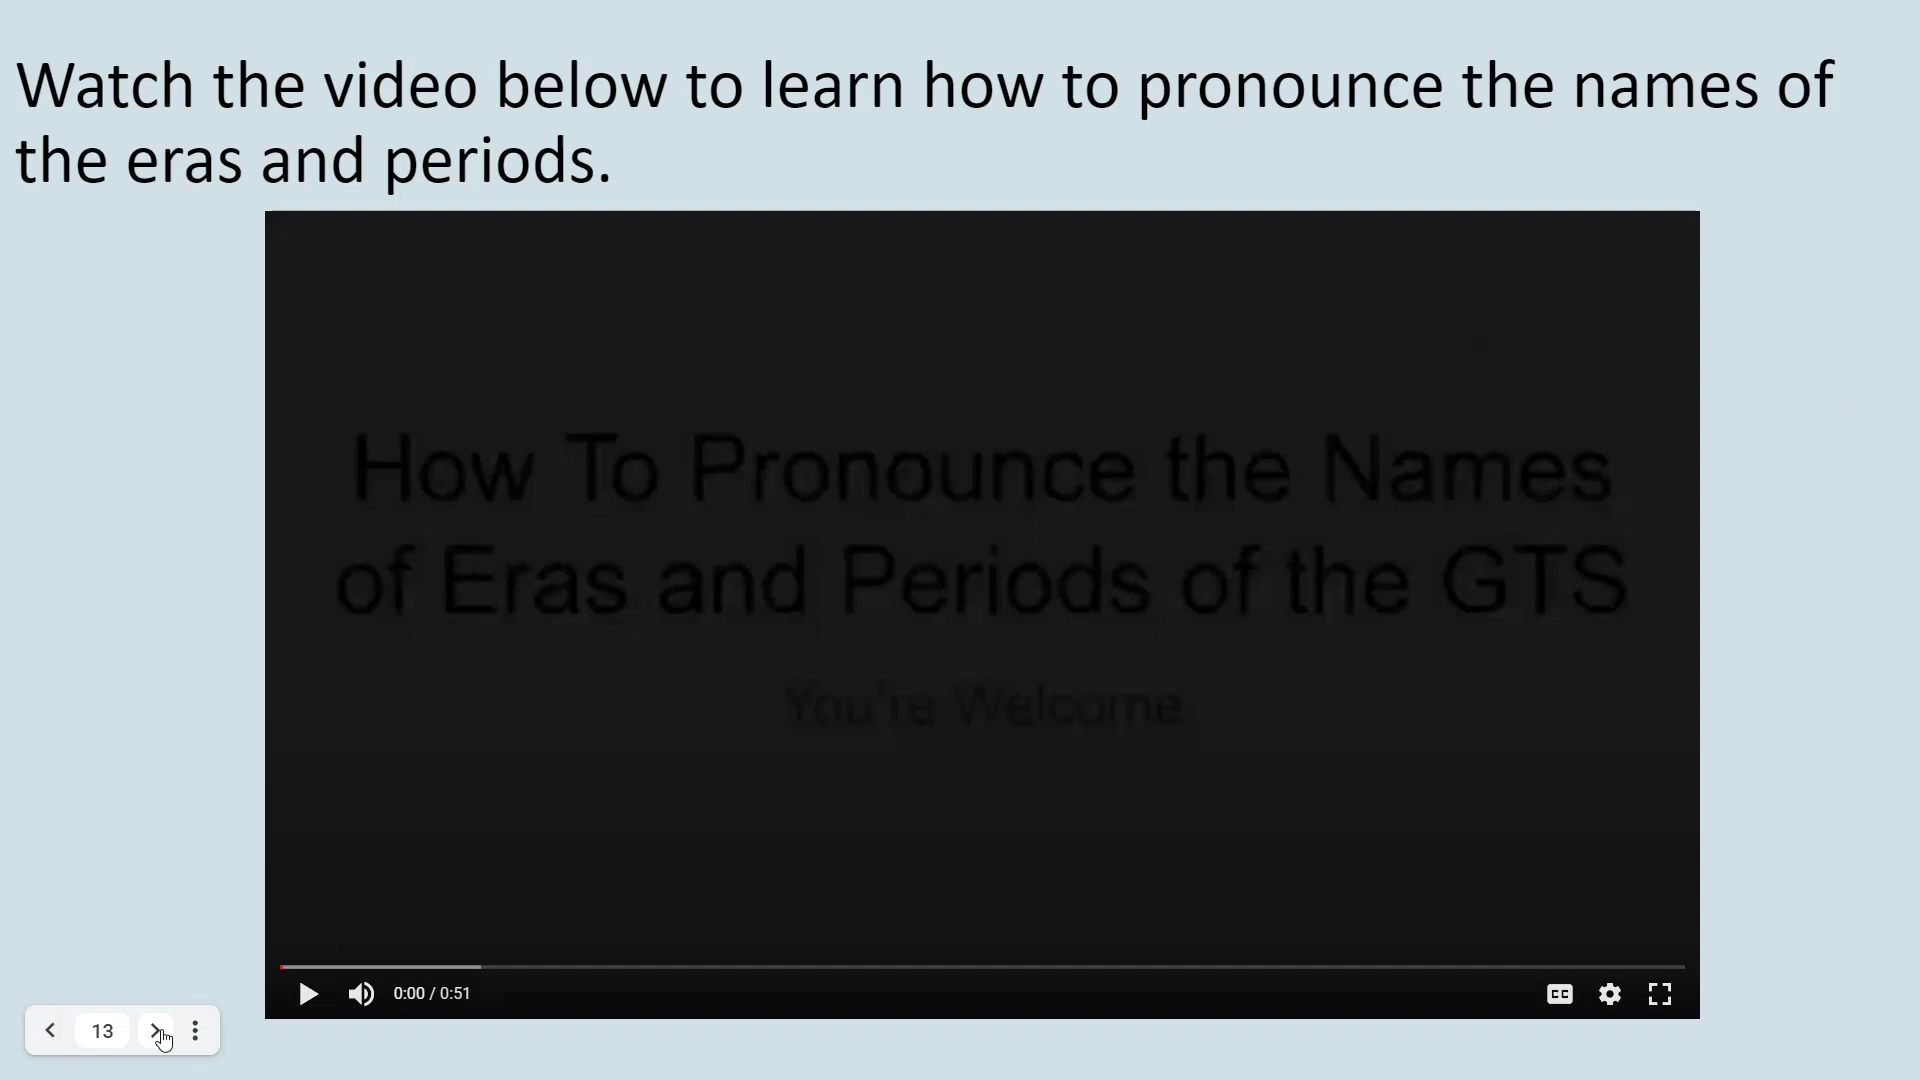 Watch the video below to learn how to pronounce the names of
the eras and periods.
How To Pronounce the Names
of Eras and Periods of the GTS
You're Welcome
0:00 / 0:51
CC
13